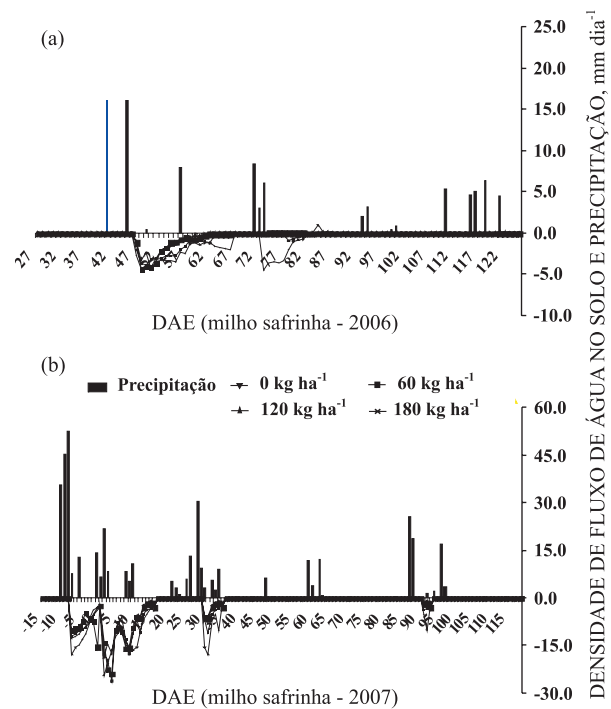 (a)
25.0
20.0
15.0
10.0
5.0
0.0
-5.0
-10.0
27 32 37 42 47 52 57 62 67 72 77 82 87 92 97 102 107 112 117 122
DAE (milho safrinha - 2006)
(b)
Precipitação 0 kg ha⁻¹ 60 kg ha⁻¹
120 kg ha⁻¹ 180 kg ha⁻¹
60.0
45.0
30.0
15.0
0.0
-15.0
-30.0
-15 -10 -5 0 5 10 15 20 25 30 35 40 45 50 55 60 65 70 75 80 85 90 95 100 105 110 115
DAE (milho safrinha - 2007)
DENSIDADE DE FLUXO DE ÁGUA NO SOLO E PRECIPITAÇÃO, mm dia⁻¹